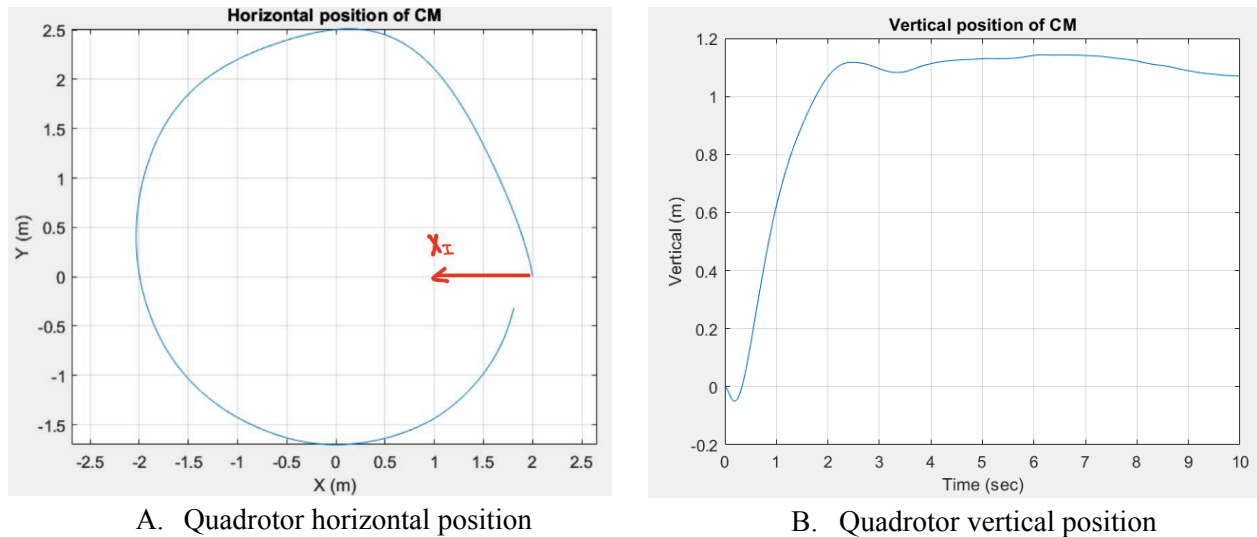 Horizontal position of CM
2.5
2
1.5
1
0.5
0
-0.5
-1
-1.5
Y (m)
X_I
-2.5 -2 -1.5 -1 -0.5 0 0.5 1 1.5 2 2.5
X (m)
A. Quadrotor horizontal position
Vertical position of CM
1.2
1
0.8
0.6
0.4
0.2
0
-0.2
Vertical (m)
0 1 2 3 4 5 6 7 8 9 10
Time (sec)
B. Quadrotor vertical position